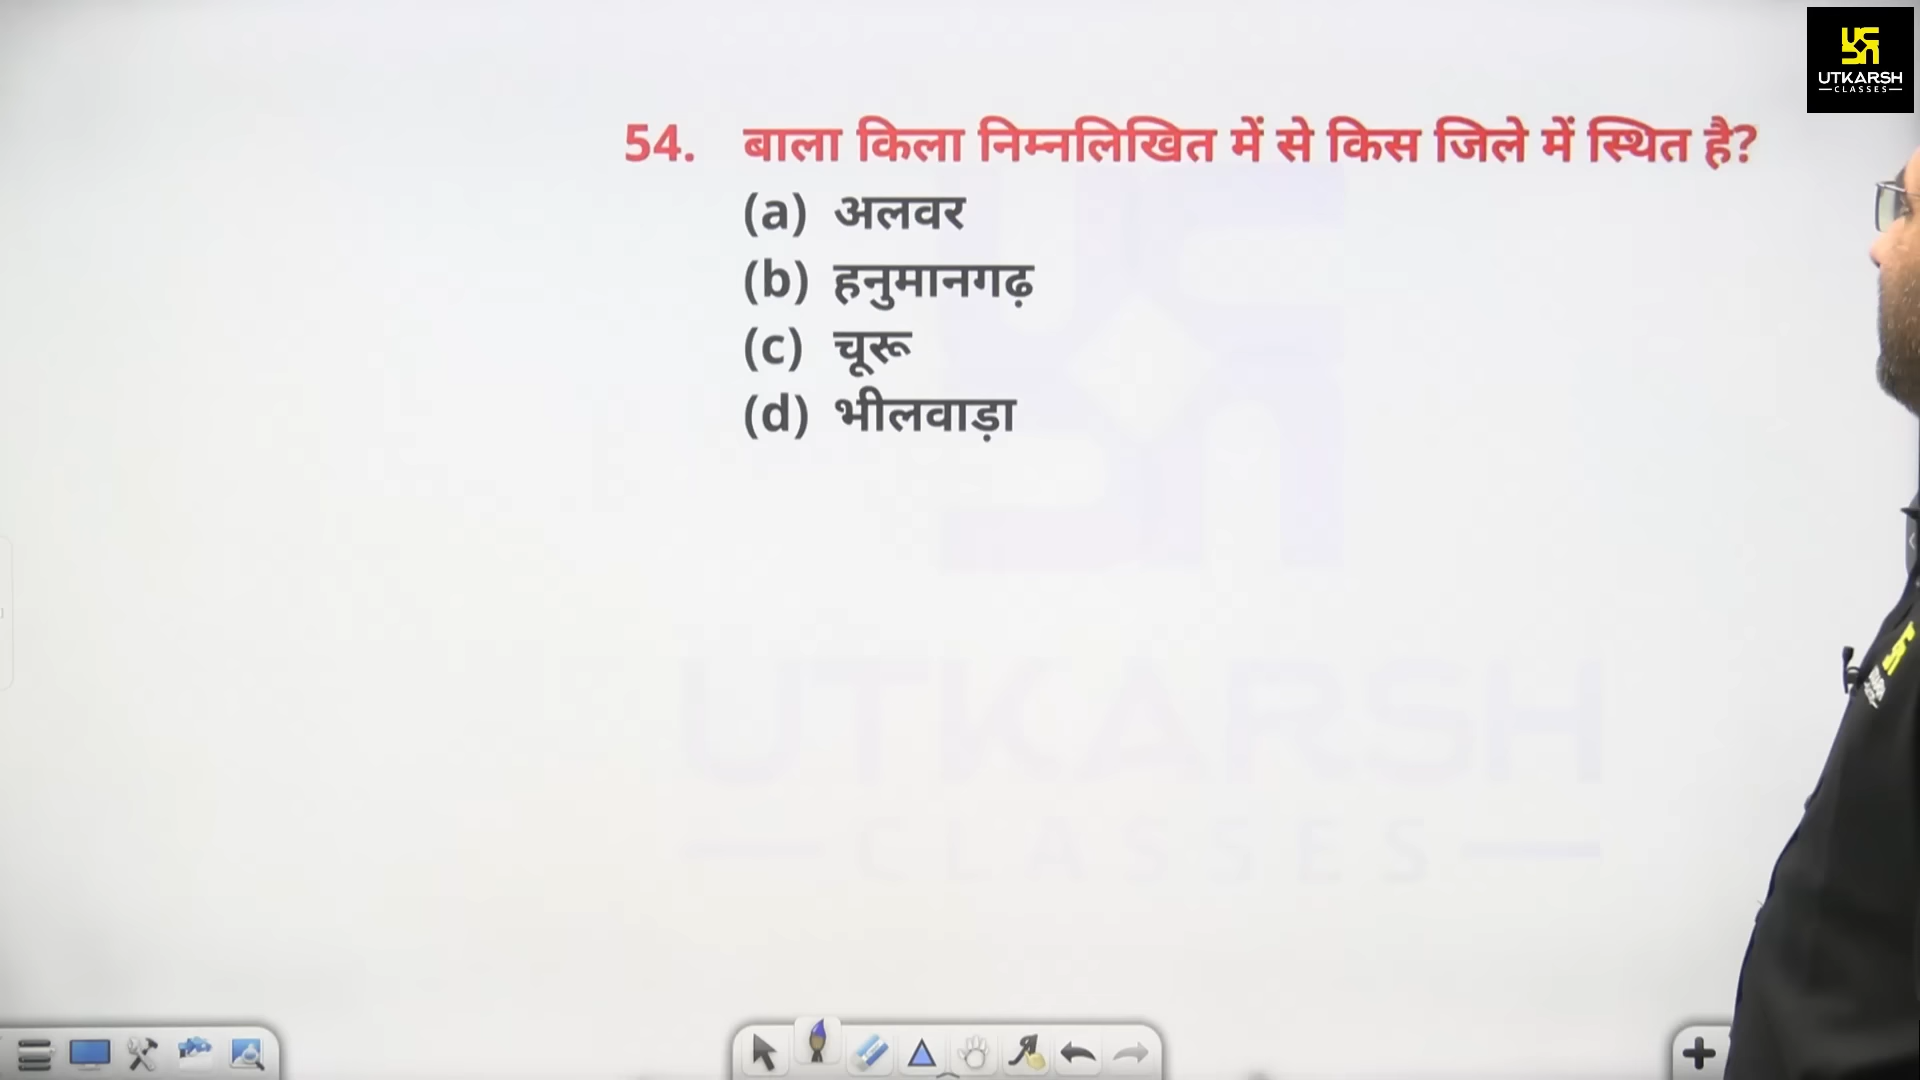 UTKARSH
CLASSES
54. बाला किला निम्नलिखित में से किस जिले में स्थित है?
(a) अलवर
(b) हनुमानगढ़
(c) चूरू
(d) भीलवाड़ा
UTKARSH
CLASSES